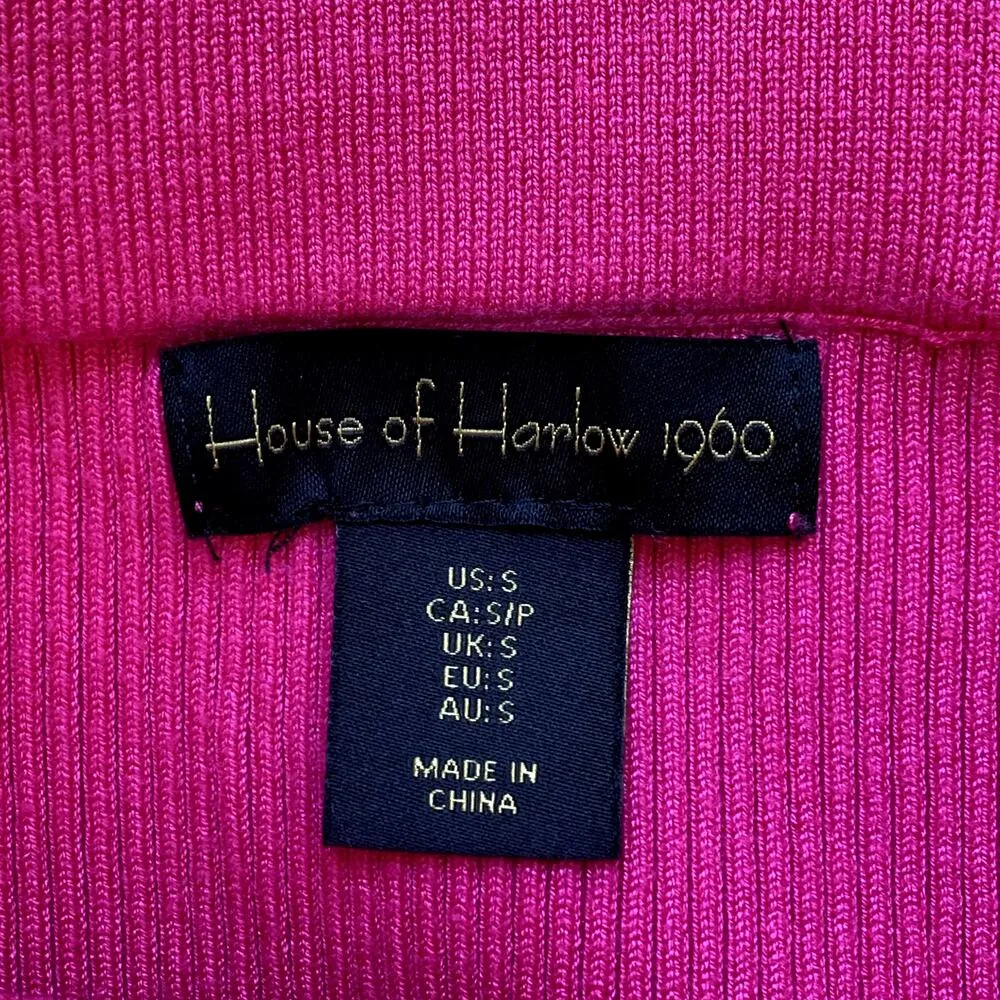 House of Harlow 1960
US: S
CA: S/P
UK: S
EU: S
AU: S
MADE IN
CHINA